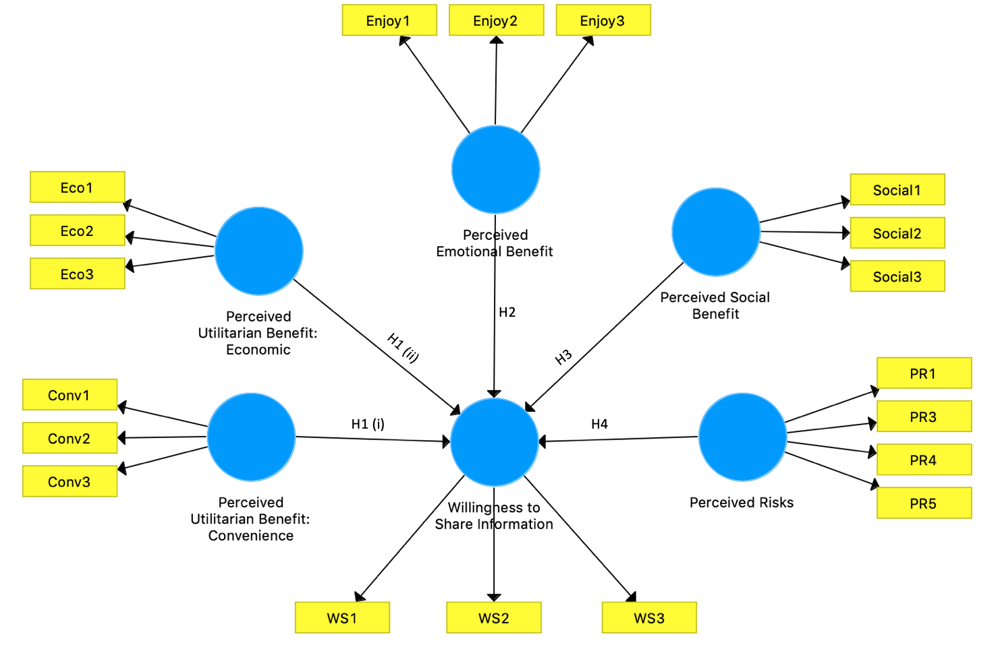 Enjoy1
Enjoy2
Enjoy3
Perceived
Emotional Benefit
Eco1
Eco2
Eco3
Perceived
Utilitarian Benefit:
Economic
Social1
Social2
Social3
Perceived Social
Benefit
H1 (ii)
H2
H3
Conv1
Conv2
Conv3
Perceived
Utilitarian Benefit:
Convenience
H1 (i)
H4
PR1
PR3
PR4
PR5
Perceived Risks
Willingness to
Share Information
WS1
WS2
WS3